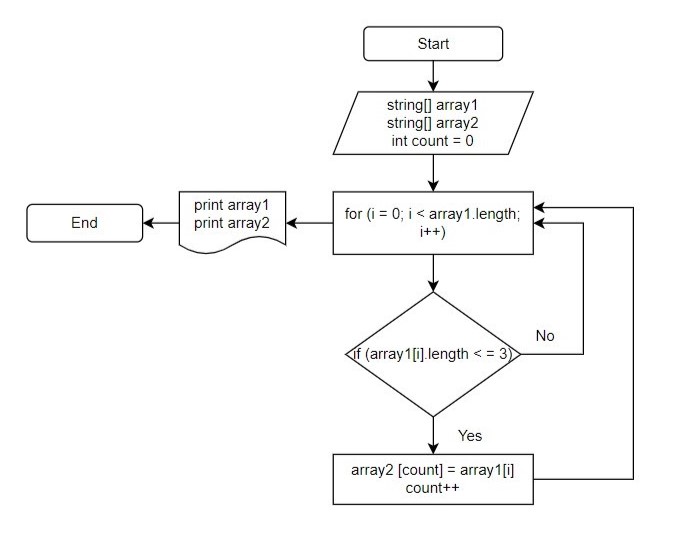 Start
string[] array1
string[] array2
int count = 0
for (i = 0; i < array1.length;
i++)
print array1
print array2
End
if (array1[i].length < = 3)
No
Yes
array2 [count] = array1[i]
count++